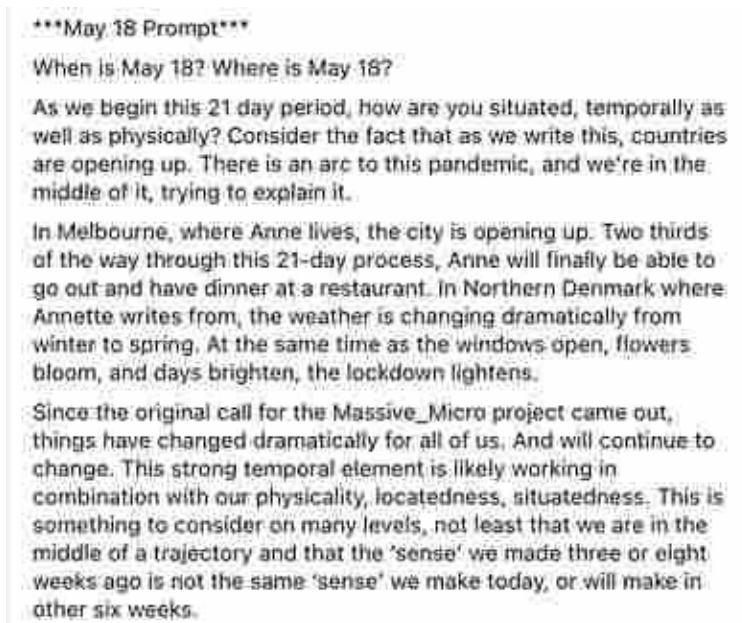 ***May 18 Prompt***
When is May 18? Where is May 18?
As we begin this 21 day period, how are you situated, temporally as
well as physically? Consider the fact that as we write this, countries
are opening up. There is an arc to this pandemic, and we're in the
middle of it, trying to explain it.
In Melbourne, where Anne lives, the city is opening up. Two thirds
of the way through this 21-day process, Anne will finally be able to
go out and have dinner at a restaurant. In Northern Denmark where
Annette writes from, the weather is changing dramatically from
winter to spring. At the same time as the windows open, flowers
bloom, and days brighten, the lockdown lightens.
Since the original call for the Massive_Micro project came out,
things have changed dramatically for all of us. And will continue to
change. This strong temporal element is likely working in
combination with our physicality, locatedness, situatedness. This is
something to consider on many levels, not least that we are in the
middle of a trajectory and that the 'sense' we made three or eight
weeks ago is not the same 'sense' we make today, or will make in
other six weeks.